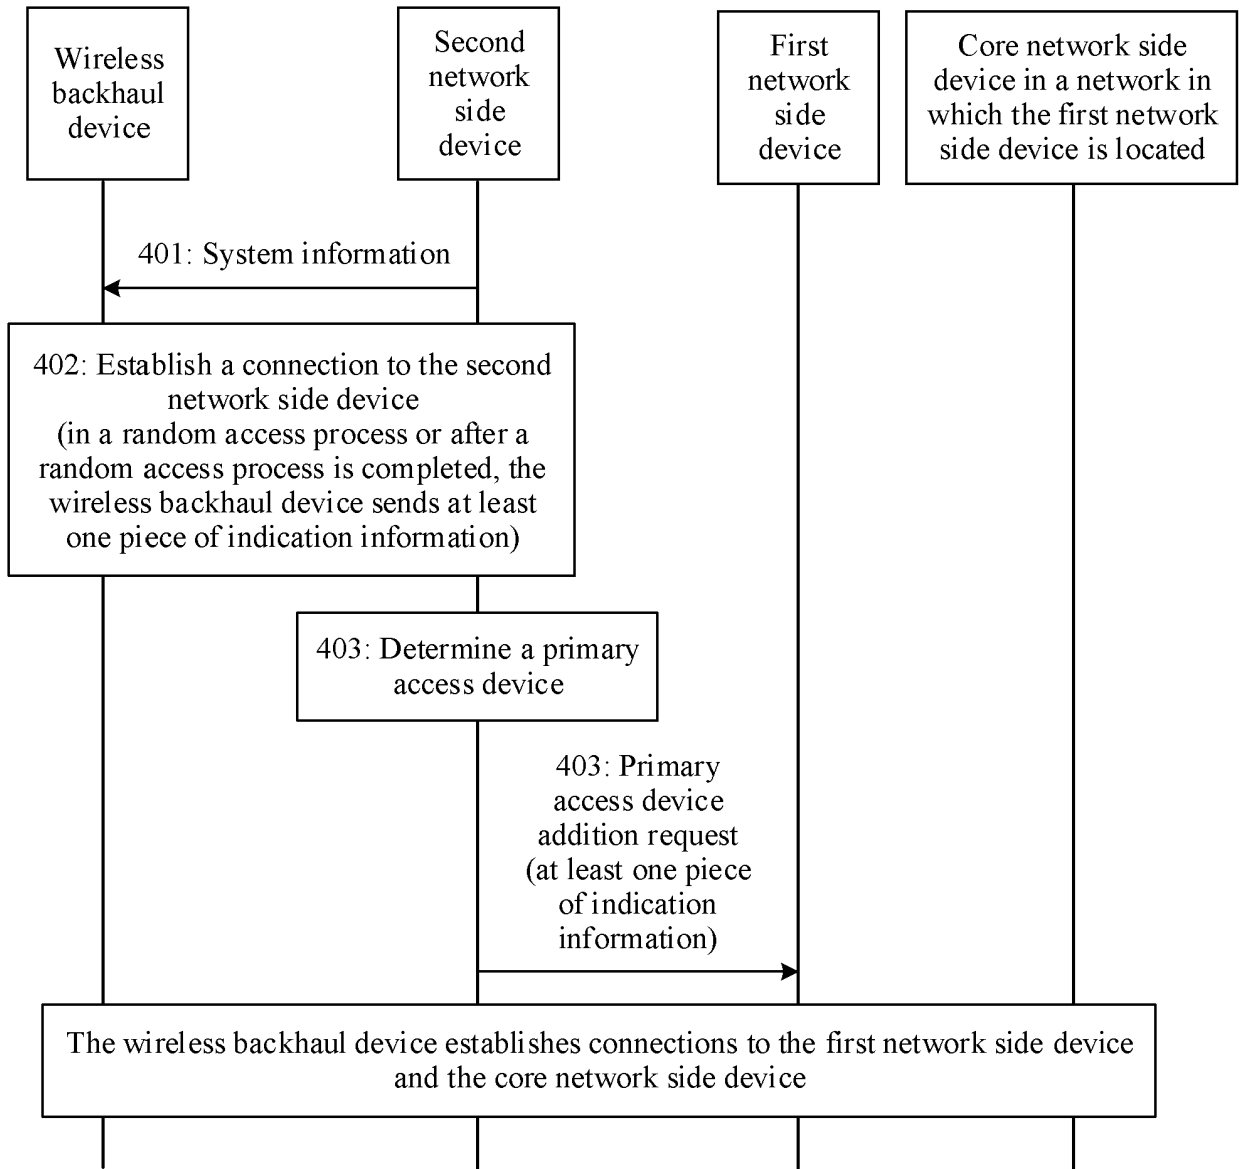 Wireless
backhaul
device
Second
network
side
device
First
network
side
device
Core network side
device in a network in
which the first network
side device is located
401: System information
402: Establish a connection to the second
network side device
(in a random access process or after a
random access process is completed, the
wireless backhaul device sends at least
one piece of indication information)
403: Determine a primary
access device
403: Primary
access device
addition request
(at least one piece
of indication
information)
The wireless backhaul device establishes connections to the first network side device
and the core network side device